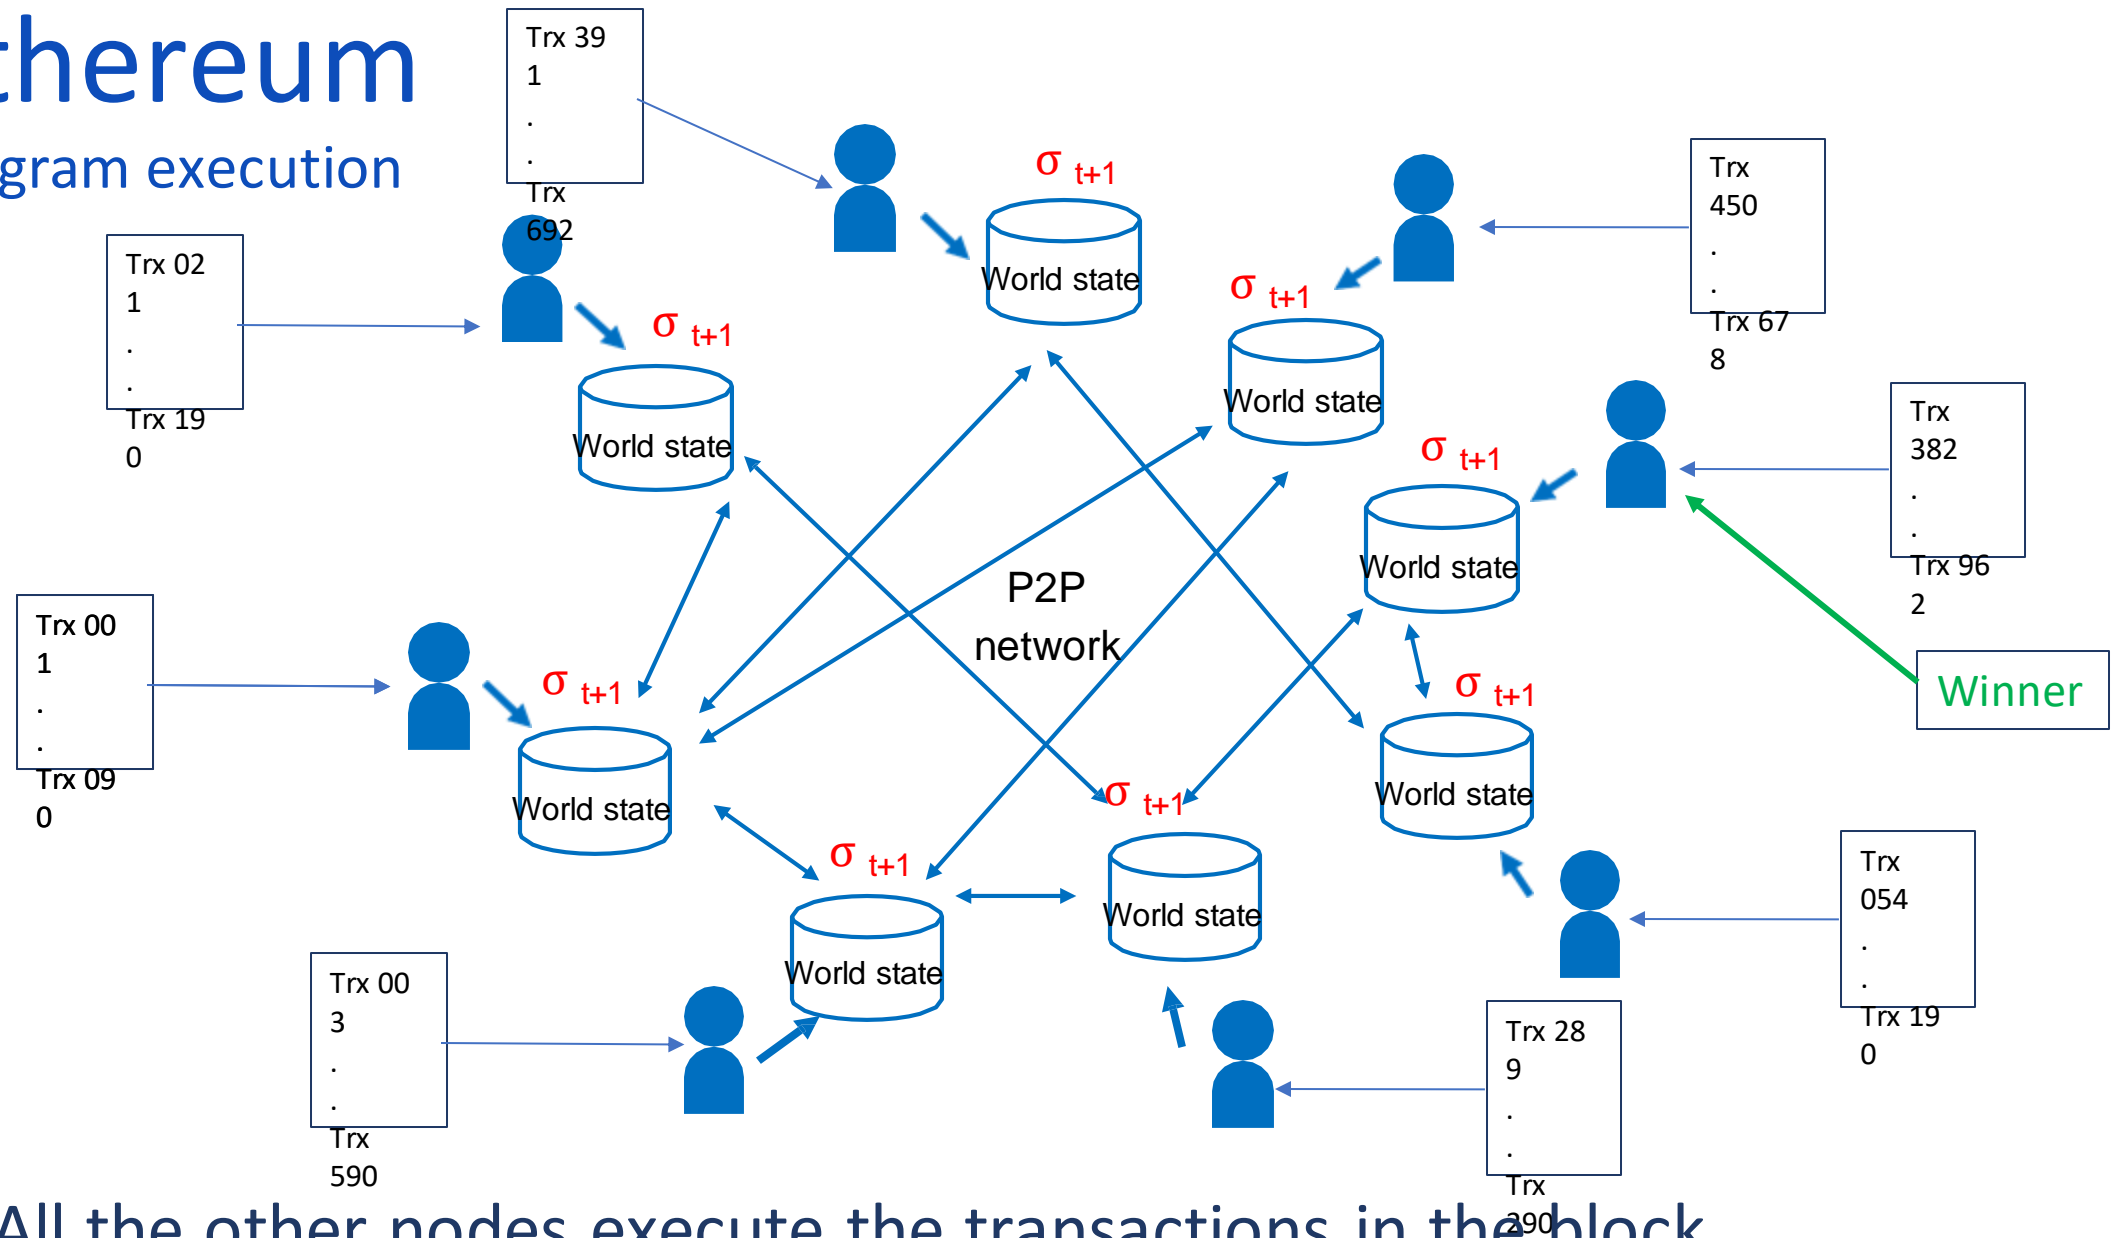 thereum
gram execution
Trx 39
1
.
.
Trx
692
σ t+1
World state
Trx
450
.
.
Trx 67
8
Trx 02
1
.
.
Trx 19
0
σ t+1
World state
σ t+1
World state
Trx
382
.
.
Trx 96
2
σ t+1
World state
P2P
network
Trx 00
1
.
.
Trx 09
0
σ t+1
World state
σ t+1
World state
Winner
σ t+1
World state
σ t+1
World state
Trx
054
.
.
Trx 19
0
Trx 00
3
.
.
Trx
590
Trx 28
9
.
.
Trx
290
All the other nodes execute the transactions in the block